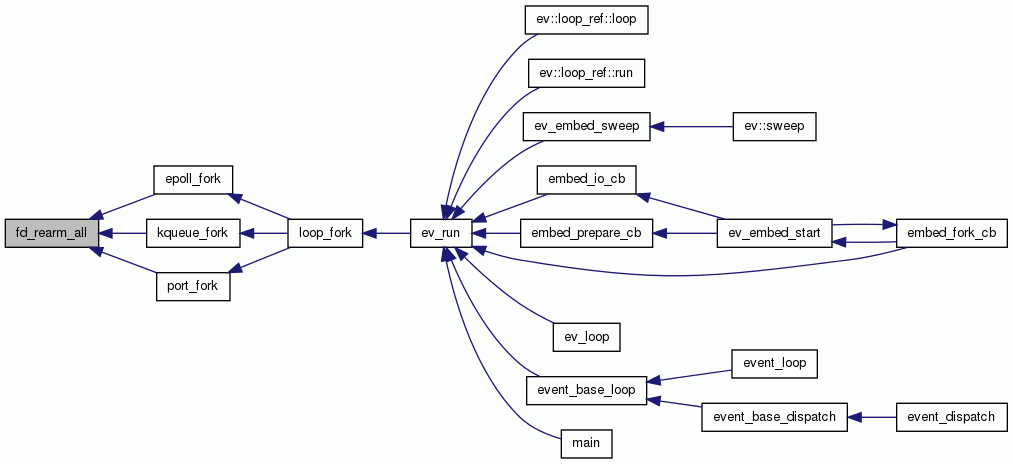 ev::loop_ref::loop
ev::loop_ref::run
ev_embed_sweep
ev::sweep
epoll_fork
embed_io_cb
fd_rearm_all
kqueue_fork
loop_fork
ev_run
embed_prepare_cb
ev_embed_start
embed_fork_cb
port_fork
ev_loop
event_loop
event_base_loop
event_base_dispatch
event_dispatch
main